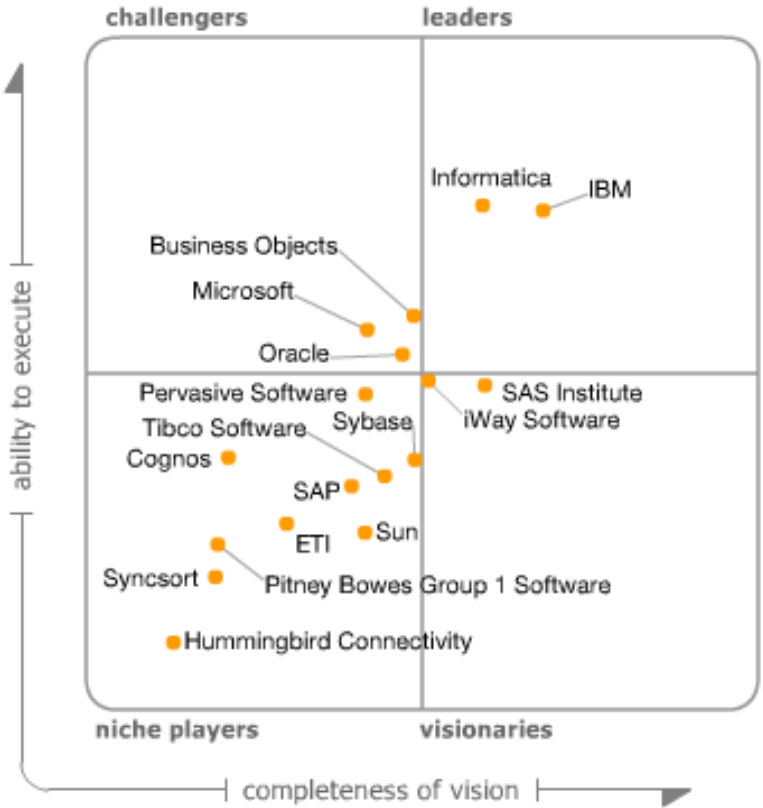 challengers
leaders
Informatica
IBM
Business Objects
Microsoft
Oracle
Pervasive Software
SAS Institute
Sybase
iWay Software
Tibco Software
Cognos
SAP
Sun
ETI
Syncsort
Pitney Bowes Group 1 Software
Hummingbird Connectivity
niche players
visionaries
ability to execute
completeness of vision